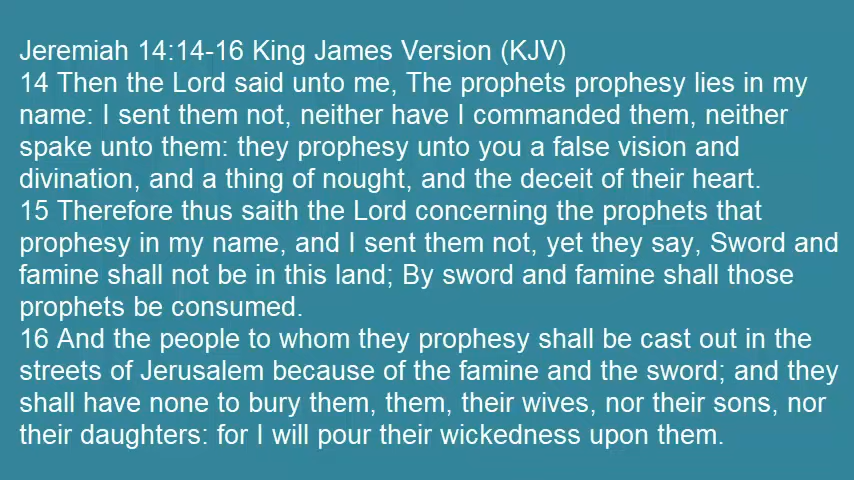 Jeremiah 14:14-16 King James Version (KJV)
14 Then the Lord said unto me, The prophets prophesy lies in my
name: I sent them not, neither have I commanded them, neither
spake unto them: they prophesy unto you a false vision and
divination, and a thing of nought, and the deceit of their heart.
15 Therefore thus saith the Lord concerning the prophets that
prophesy in my name, and I sent them not, yet they say, Sword and
famine shall not be in this land; By sword and famine shall those
prophets be consumed.
16 And the people to whom they prophesy shall be cast out in the
streets of Jerusalem because of the famine and the sword; and they
shall have none to bury them, them, their wives, nor their sons, nor
their daughters: for I will pour their wickedness upon them.